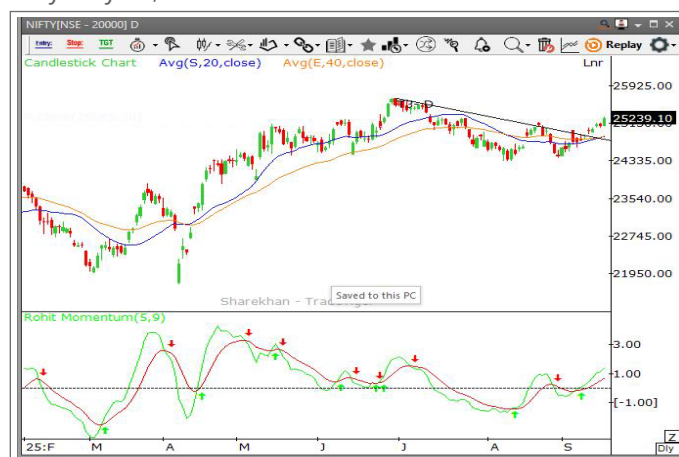 NIFTY[NSE - 20000] D
Entry: Stop: TGT Replay
Candlestick Chart Avg(S,20,close) Avg(E,40,close) Lnr
25925.00
25239.10
24335.00
23540.00
22745.00
21950.00
Saved to this PC
Sharekhan -
Rohit Momentum(5,9)
3.00
1.00
[-1.00]
25:F M A M J J A S
Z
Dly